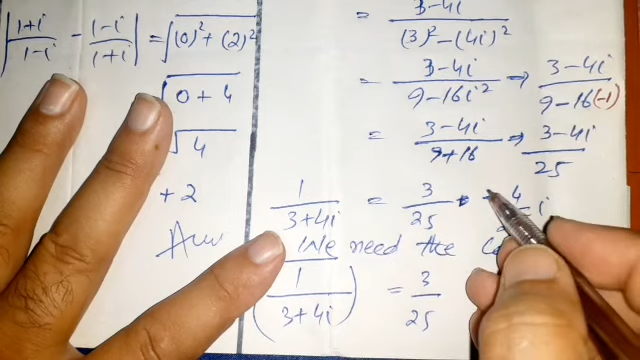 |1+i/1-i - 1-i/1+i| = √(0)² + (2)²
√0 + 4
√4
+ 2
Ans
= 3-4i/(3)² - (4i)²
= 3-4i/9-16i² → 3-4i/9-16(-1)
= 3-4i/9+16 → 3-4i/25
1/3+4i = 3/25 - 4/ i
We need the
(1/3+4i) = 3/25